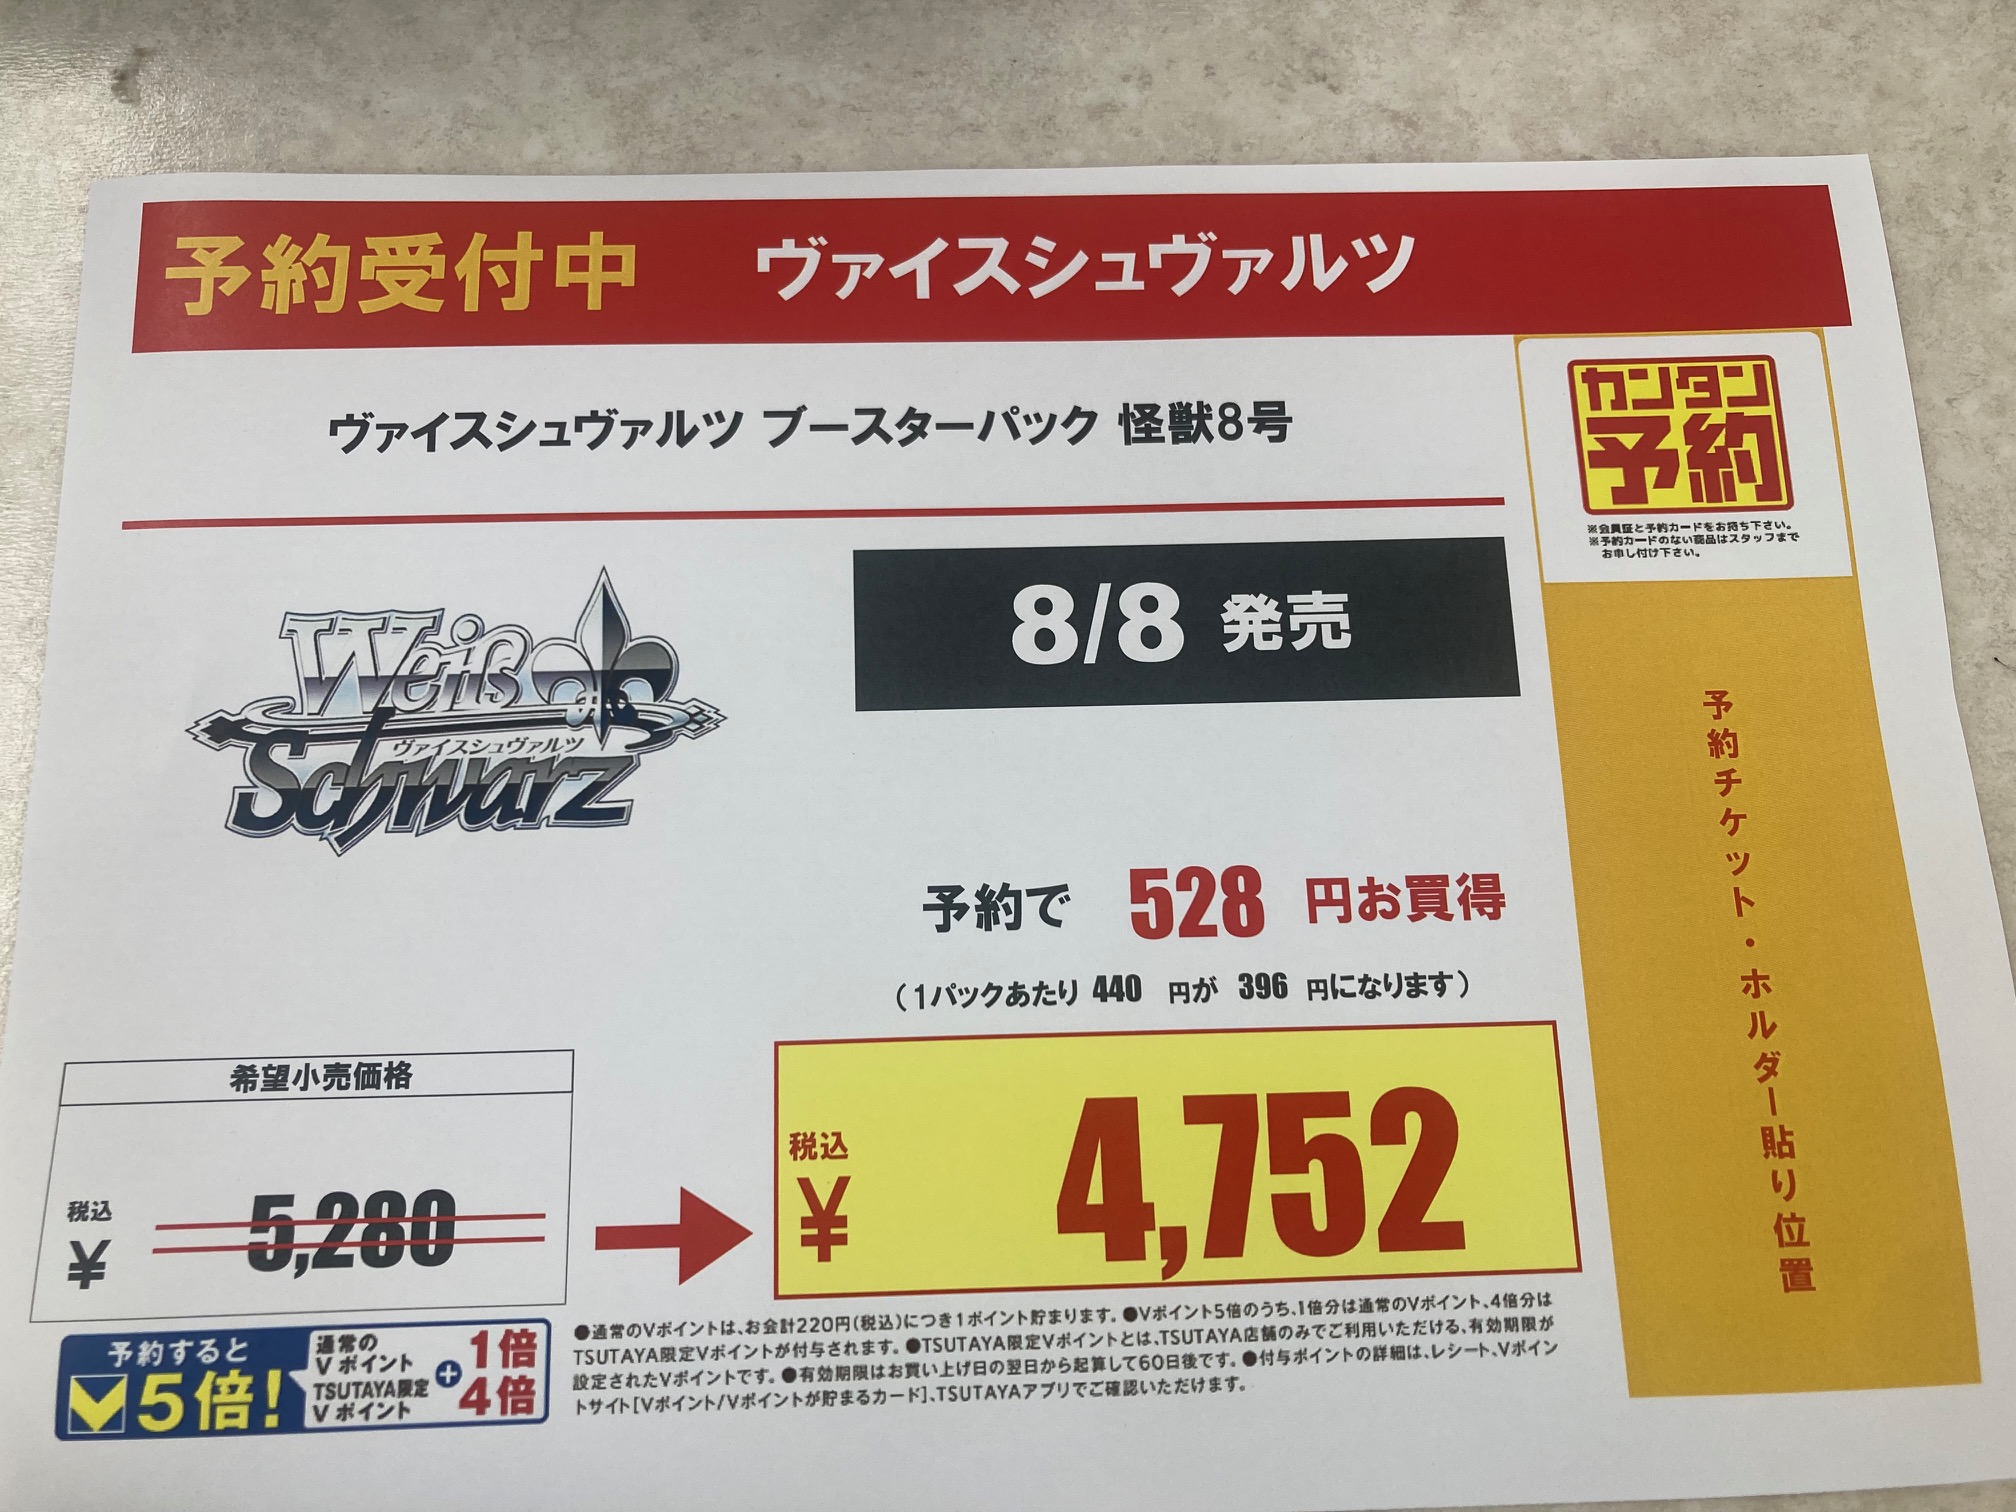 予約受付中 ヴァイスシュヴァルツ
ヴァイスシュヴァルツ ブースターパック 怪獣8号
カンタン
予約
※会員証と予約カードをお持ち下さい。
※予約カードのない商品はスタッフまで
お申し付け下さい。
Weiß
ヴァイスシュヴァルツ
Schwarz
8/8 発売
予約で 528 円お買得
(1パックあたり 440 円が 396 円になります)
希望小売価格
税込
¥ 5,280
税込
¥ 4,752
予約チケット・ホルダー貼り位置
予約すると
5倍!
通常の
Vポイント
1倍
+
TSUTAYA限定
Vポイント
4倍
●通常のVポイントは、お会計220円(税込)につき1ポイント貯まります。●Vポイント5倍のうち、1倍分は通常のVポイント、4倍分は
TSUTAYA限定Vポイントが付与されます。●TSUTAYA限定Vポイントとは、TSUTAYA店舗のみでご利用いただける、有効期限が
設定されたVポイントです。●有効期限はお買い上げ日の翌日から起算して60日後です。●付与ポイントの詳細は、レシート、Vポイン
トサイト[Vポイント/Vポイントが貯まるカード]、TSUTAYAアプリでご確認いただけます。